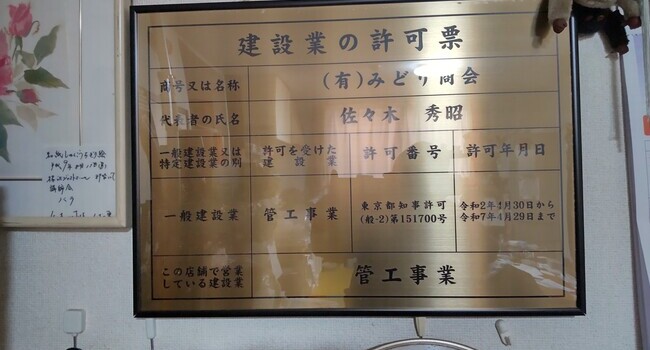 建設業の許可票
商号又は名称
(有)みどり商会
代表者の氏名
佐々木 秀昭
一般建設業又は
特定建設業の別
許可を受けた
建設業
許可番号
許可年月日
一般建設業
管工事業
東京都知事許可
(般-2)第151700号
令和2年4月30日から
令和7年4月29日まで
この店舗で営業
している建設業
管工事業